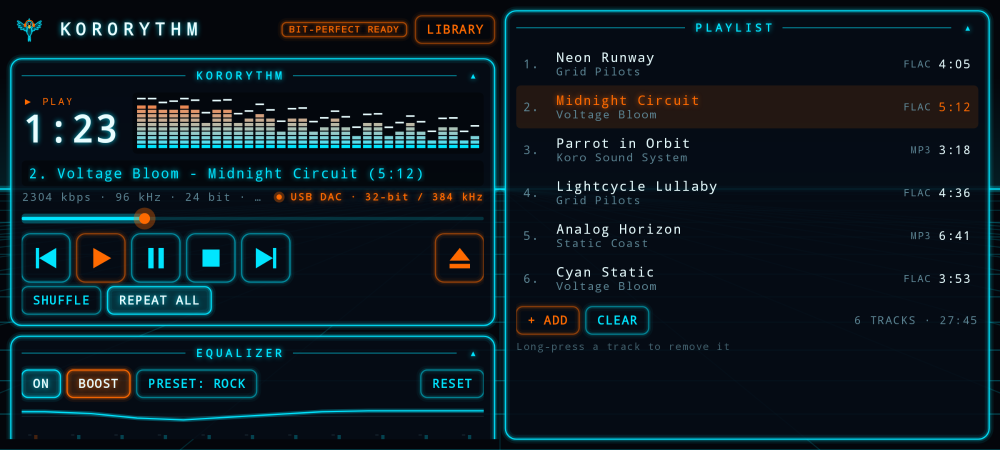 KORORYTHM
BIT-PERFECT READY
LIBRARY
KORORYTHM
▶ PLAY
1:23
2. Voltage Bloom - Midnight Circuit (5:12)
2304 kbps · 96 kHz · 24 bit · …
USB DAC · 32-bit / 384 kHz
SHUFFLE
REPEAT ALL
EQUALIZER
ON
BOOST
PRESET: ROCK
RESET
PLAYLIST
1. Neon Runway FLAC 4:05
Grid Pilots
2. Midnight Circuit FLAC 5:12
Voltage Bloom
3. Parrot in Orbit MP3 3:18
Koro Sound System
4. Lightcycle Lullaby FLAC 4:36
Grid Pilots
5. Analog Horizon MP3 6:41
Static Coast
6. Cyan Static FLAC 3:53
Voltage Bloom
+ ADD
CLEAR
6 TRACKS · 27:45
Long-press a track to remove it